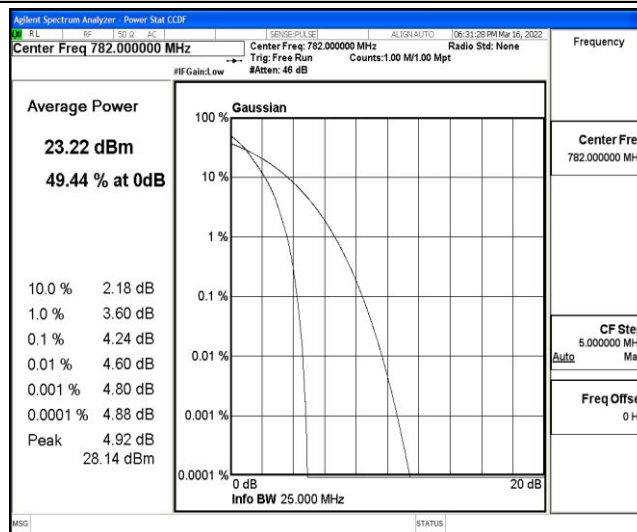 Agilent Spectrum Analyzer - Power Stat CCDF
RL RF 50 Ω AC SENSE:PULSE ALIGN AUTO 06:31:28 PM Mar 16, 2022
Center Freq 782.000000 MHz
Center Freq: 782.000000 MHz Radio Std: None
Trig: Free Run Counts:1.00 M/1.00 Mpt
#IFGain:Low #Atten: 46 dB
Frequency
Average Power
23.22 dBm
49.44 % at 0dB
10.0 % 2.18 dB
1.0 % 3.60 dB
0.1 % 4.24 dB
0.01 % 4.60 dB
0.001 % 4.80 dB
0.0001 % 4.88 dB
Peak 4.92 dB
28.14 dBm
Gaussian
100 %
10 %
1 %
0.1 %
0.01 %
0.001 %
0.0001 %
0 dB 20 dB
Info BW 25.000 MHz
Center Fre
782.000000 MH
CF Ste
5.000000 MH
Auto Ma
Freq Offse
0 H
MSG STATUS